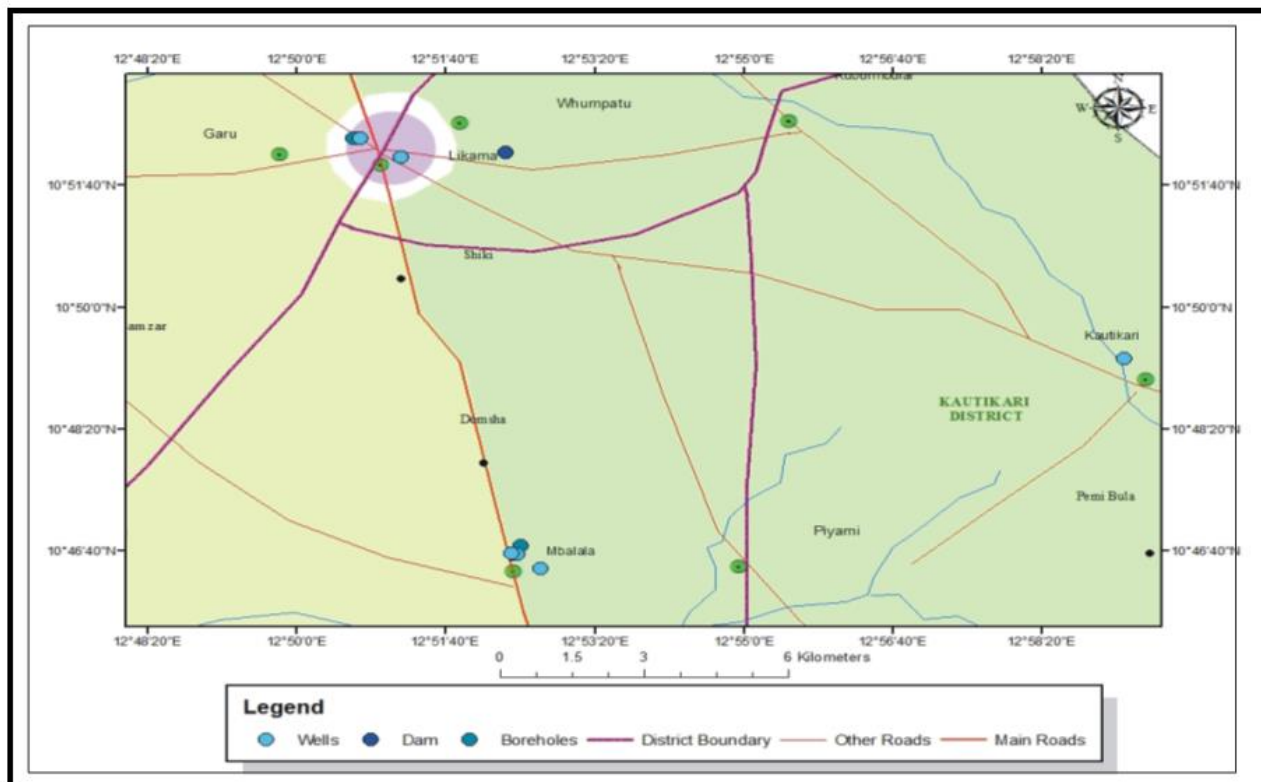 12°48'20"E 12°50'0"E 12°51'40"E 12°53'20"E 12°55'0"E 12°56'40"E 12°58'20"E
N
W E
S
Whumpatu
Garu
Likama
10°51'40"N 10°51'40"N
Shiki
10°50'0"N 10°50'0"N
amzar
Kautikari
KAUTIKARI
DISTRICT
Domsha
10°48'20"N 10°48'20"N
Pemi Bula
Piyami
10°46'40"N Mbalala 10°46'40"N
12°48'20"E 12°50'0"E 12°51'40"E 12°53'20"E 12°55'0"E 12°56'40"E 12°58'20"E
0 1.5 3 6 Kilometers
Legend
Wells Dam Boreholes District Boundary Other Roads Main Roads